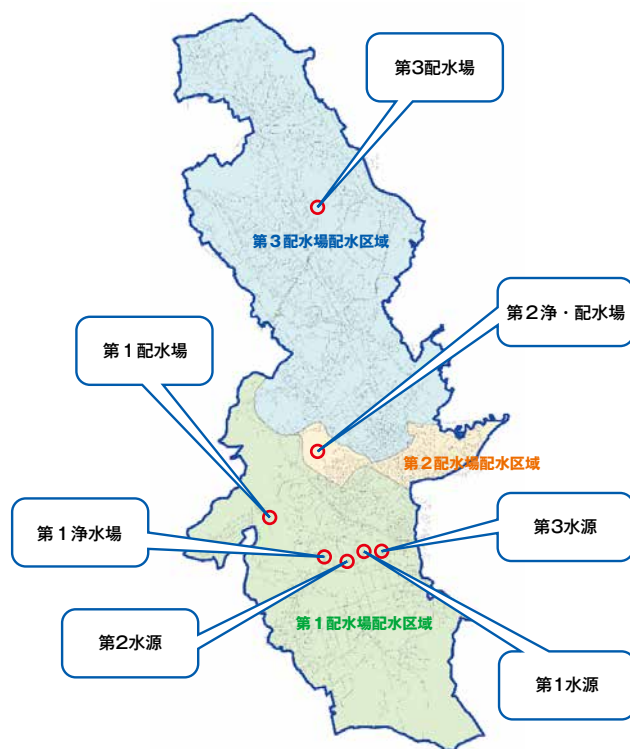 第3配水場
第３配水場配水区域
第２浄・配水場
第１配水場
第２配水場配水区域
第１浄水場
第3水源
第１配水場配水区域
第2水源
第１水源